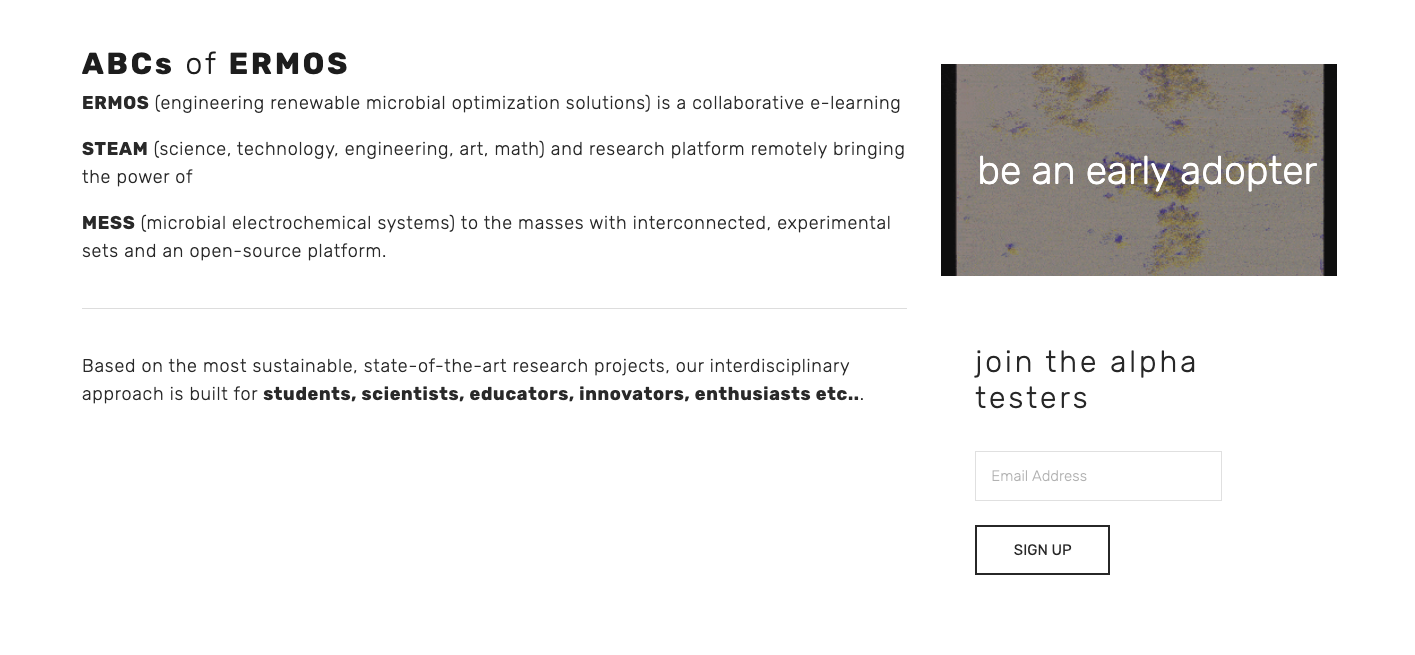 ABCs of ERMOS
ERMOS (engineering renewable microbial optimization solutions) is a collaborative e-learning
STEAM (science, technology, engineering, art, math) and research platform remotely bringing
the power of
MESS (microbial electrochemical systems) to the masses with interconnected, experimental
sets and an open-source platform.
Based on the most sustainable, state-of-the-art research projects, our interdisciplinary
approach is built for students, scientists, educators, innovators, enthusiasts etc...
be an early adopter
join the alpha
testers
Email Address
SIGN UP